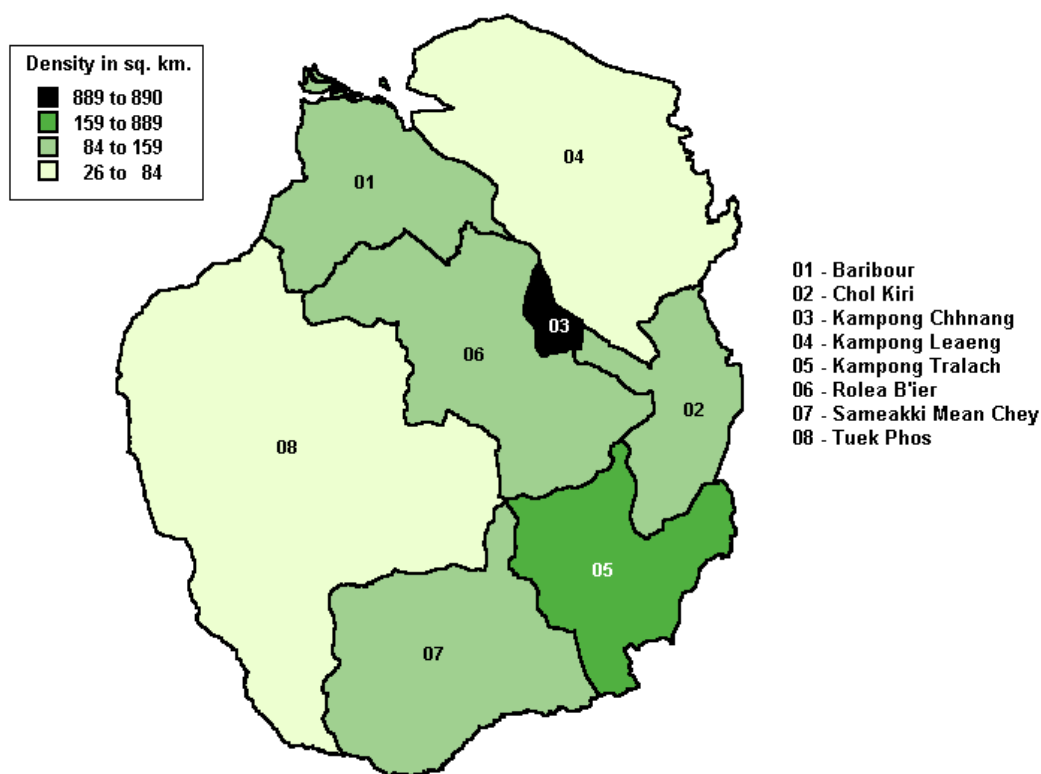 Density in sq. km.
889 to 890
159 to 889
84 to 159
26 to 84
04
01
03
06
02
08
05
07
01 - Baribour
02 - Chol Kiri
03 - Kampong Chhnang
04 - Kampong Leaeng
05 - Kampong Tralach
06 - Rolea B'ier
07 - Sameakki Mean Chey
08 - Tuek Phos